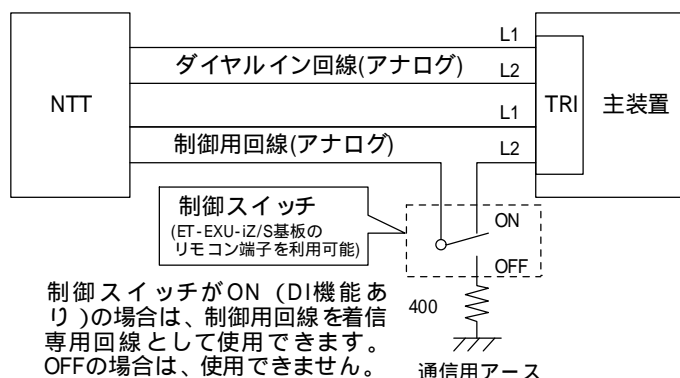 L1
ダイヤルイン回線(アナログ)
L2
NTT
TRI
主装置
L1
制御用回線(アナログ)
L2
制御スイッチ
(ET-EXU-iZ/S基板の
リモコン端子を利用可能)
ON
OFF
制御スイッチがON (DI機能あ
り)の場合は、制御用回線を着信
専用回線として使用できます。
OFFの場合は、使用できません。
400
通信用アース